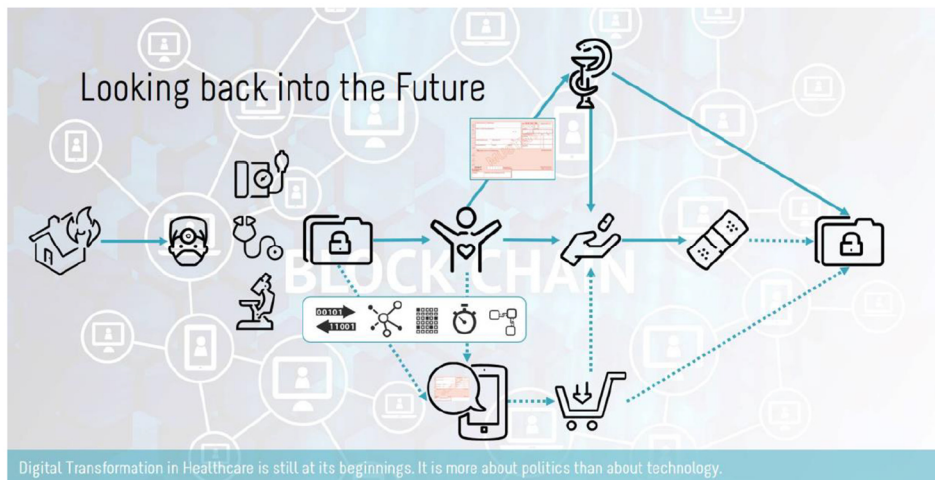 Looking back into the Future
BLOCKCHAIN
00101
11001
Digital Transformation in Healthcare is still at its beginnings. It is more about politics than about technology.